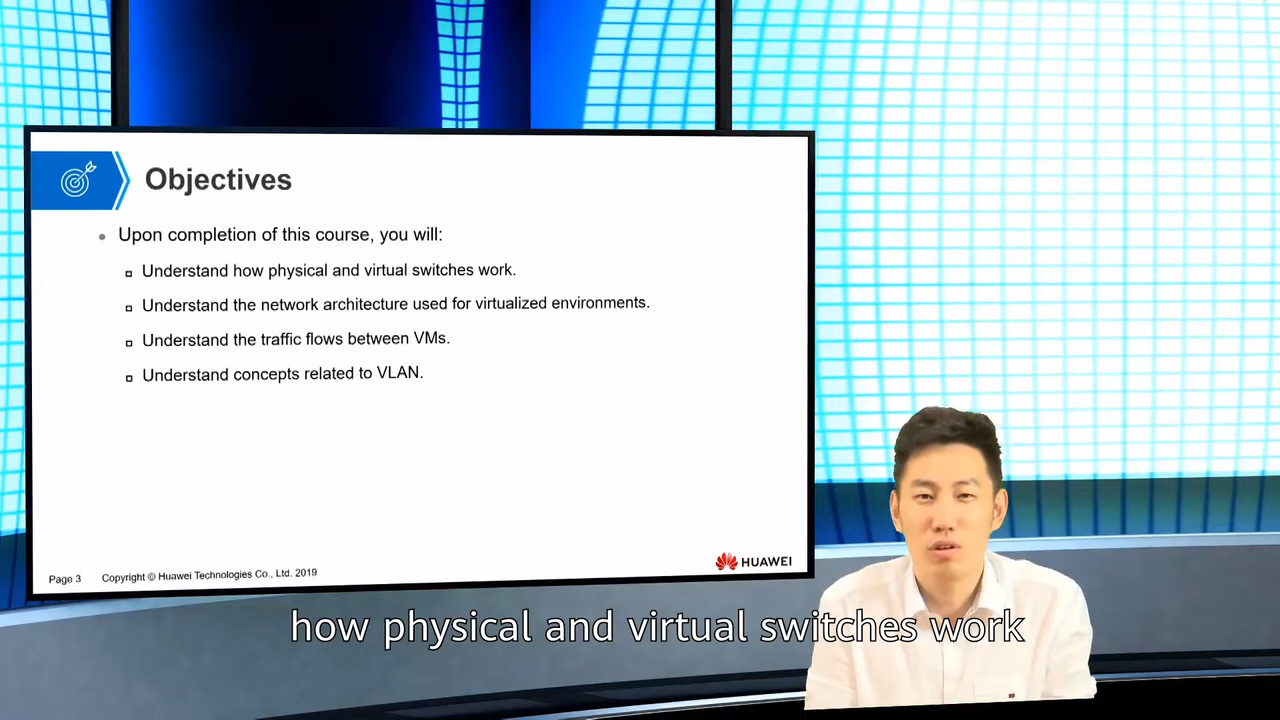 Objectives
Upon completion of this course, you will:
Understand how physical and virtual switches work.
Understand the network architecture used for virtualized environments.
Understand the traffic flows between VMs.
Understand concepts related to VLAN.
Page 3 Copyright © Huawei Technologies Co., Ltd. 2019
HUAWEI
how physical and virtual switches work